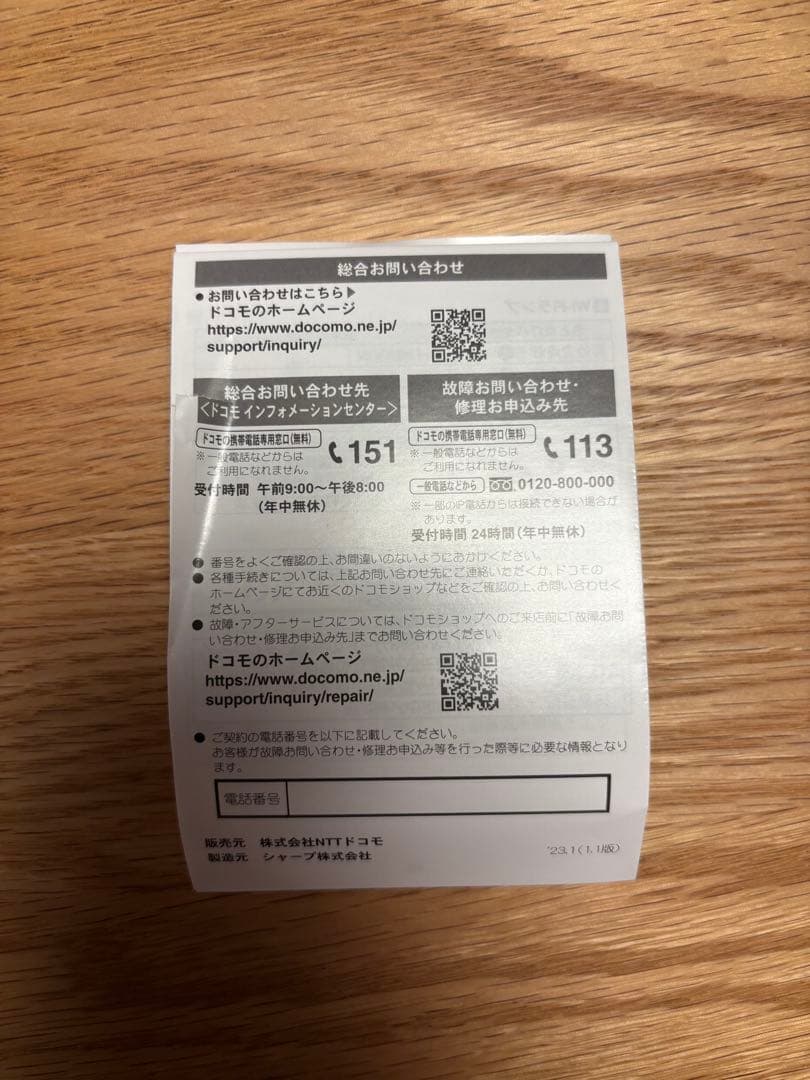 総合お問い合わせ
●お問い合わせはこちら▶
ドコモのホームページ
https://www.docomo.ne.jp/
support/inquiry/
総合お問い合わせ先
〈ドコモ インフォメーションセンター〉
ドコモの携帯電話専用窓口(無料)
151
※一般電話などからは
ご利用になれません。
受付時間 午前9:00〜午後8:00
(年中無休)
故障お問い合わせ・
修理お申込み先
ドコモの携帯電話専用窓口(無料)
113
※一般電話などからは
ご利用になれません。
一般電話などから 0120-800-000
※一部のIP電話からは接続できない場合が
あります。
受付時間 24時間(年中無休)
●番号をよくご確認の上、お間違いのないようにおかけください。
●各種手続きについては、上記お問い合わせ先にご連絡いただくか、ドコモの
ホームページにてお近くのドコモショップなどをご確認の上、お問い合わせく
ださい。
●故障・アフターサービスについては、ドコモショップへのご来店前に「故障お問
い合わせ・修理お申込み先」までお問い合わせください。
ドコモのホームページ
https://www.docomo.ne.jp/
support/inquiry/repair/
●ご契約の電話番号を以下に記載してください。
お客様が故障お問い合わせ・修理お申込み等を行った際等に必要な情報となり
ます。
電話番号
販売元 株式会社NTTドコモ
製造元 シャープ株式会社
'23.1(1.1版)